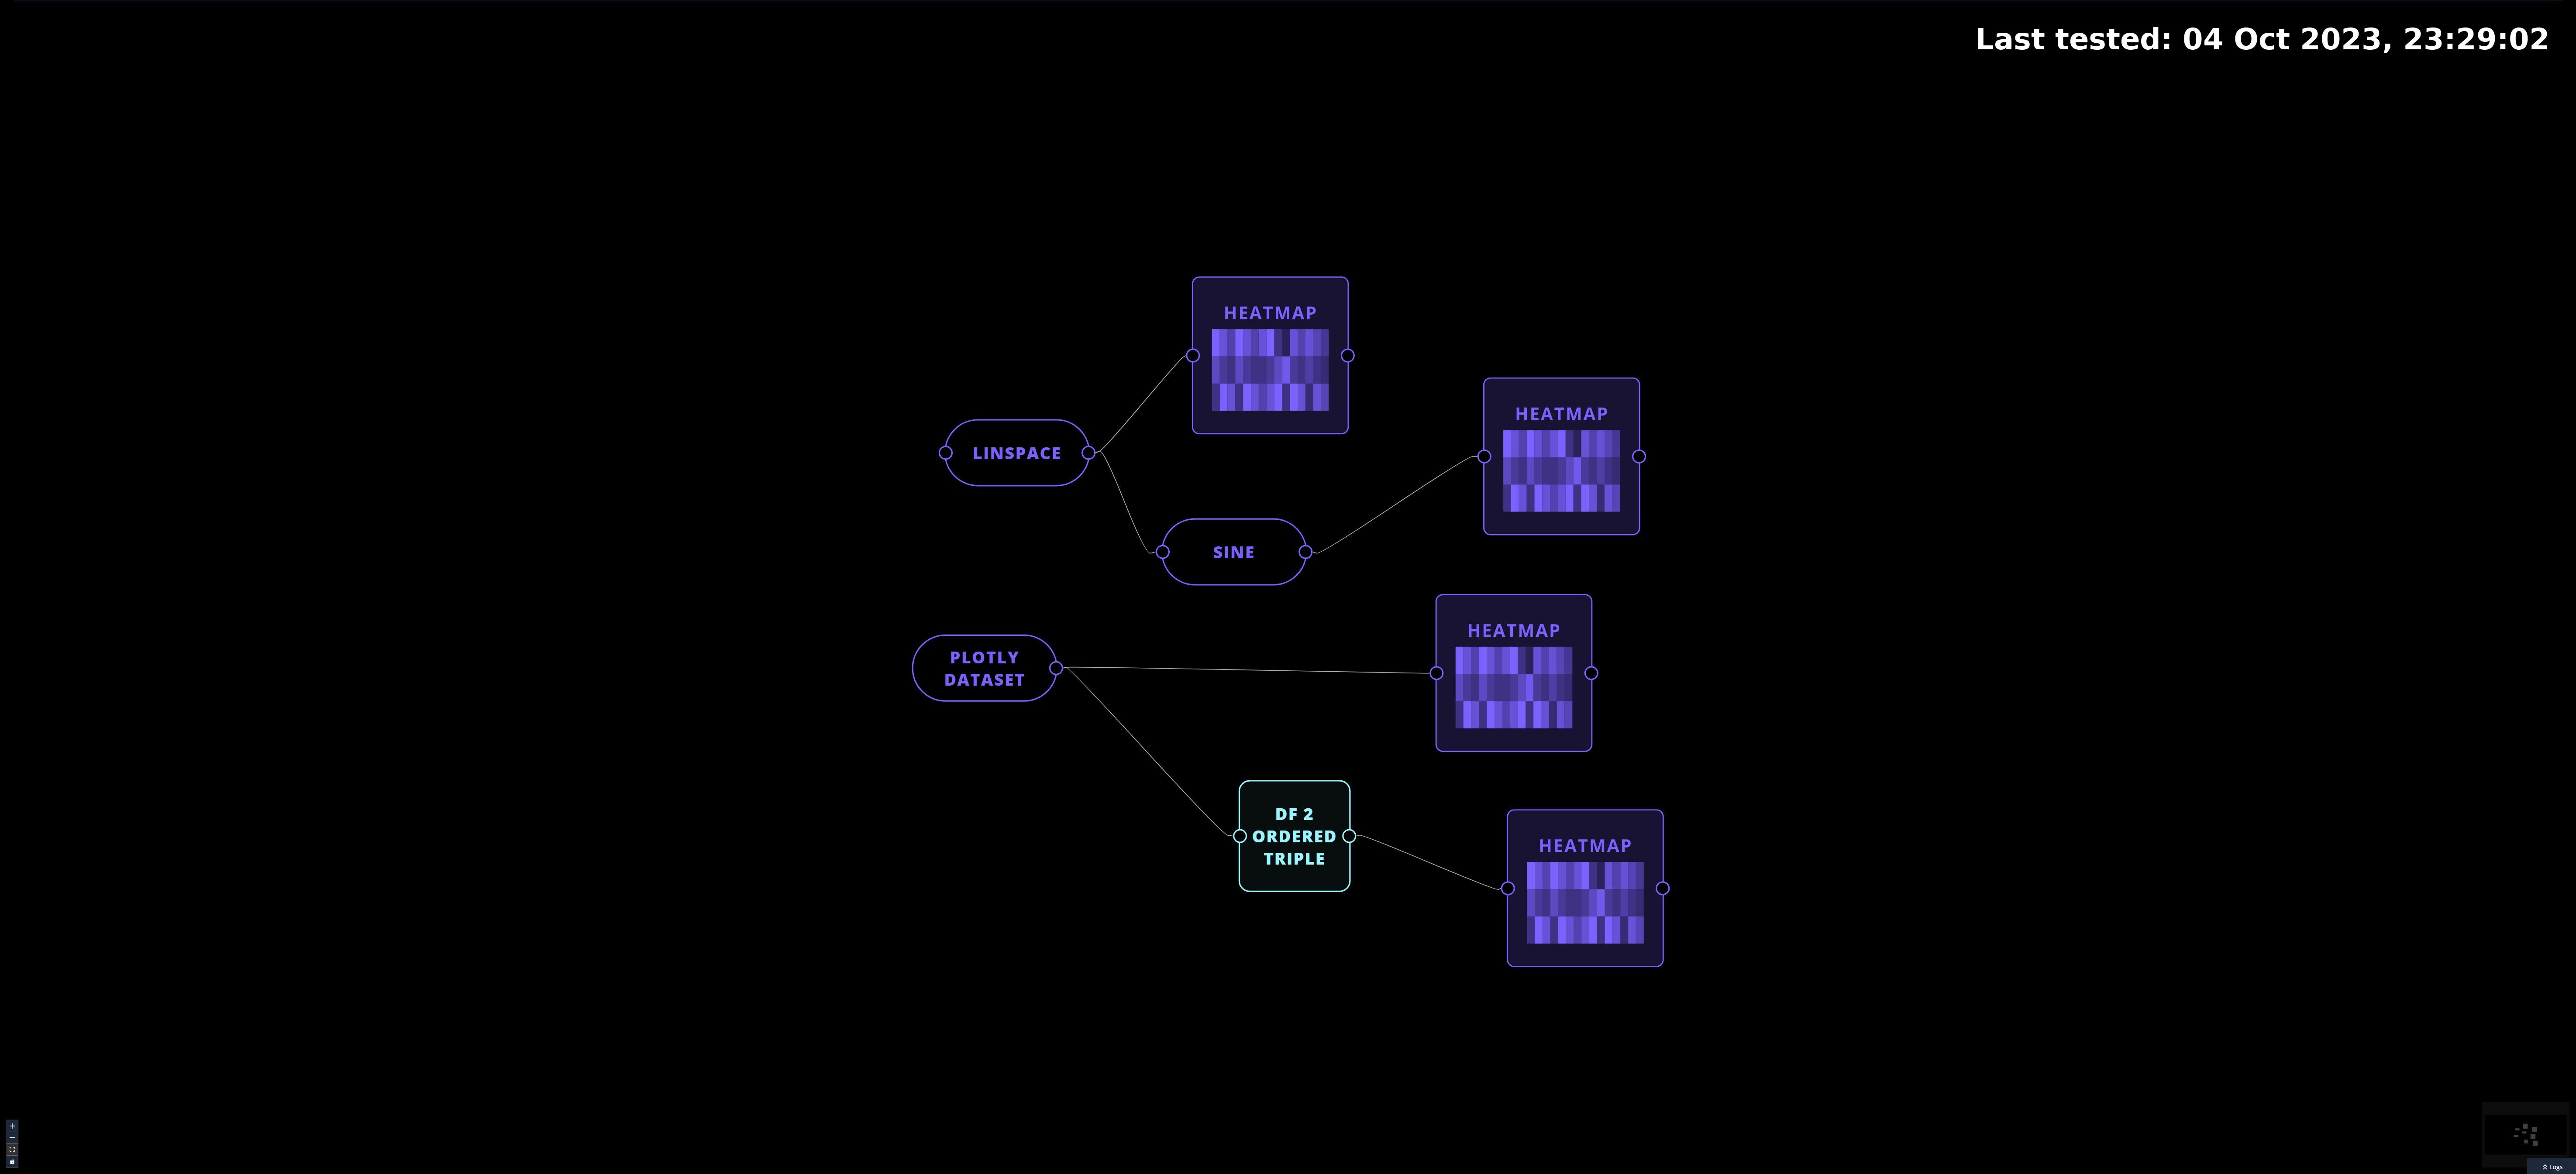 Last tested: 04 Oct 2023, 23:29:02
HEATMAP
HEATMAP
LINSPACE
SINE
HEATMAP
PLOTLY
DATASET
DF 2
ORDERED
TRIPLE
HEATMAP
Logs